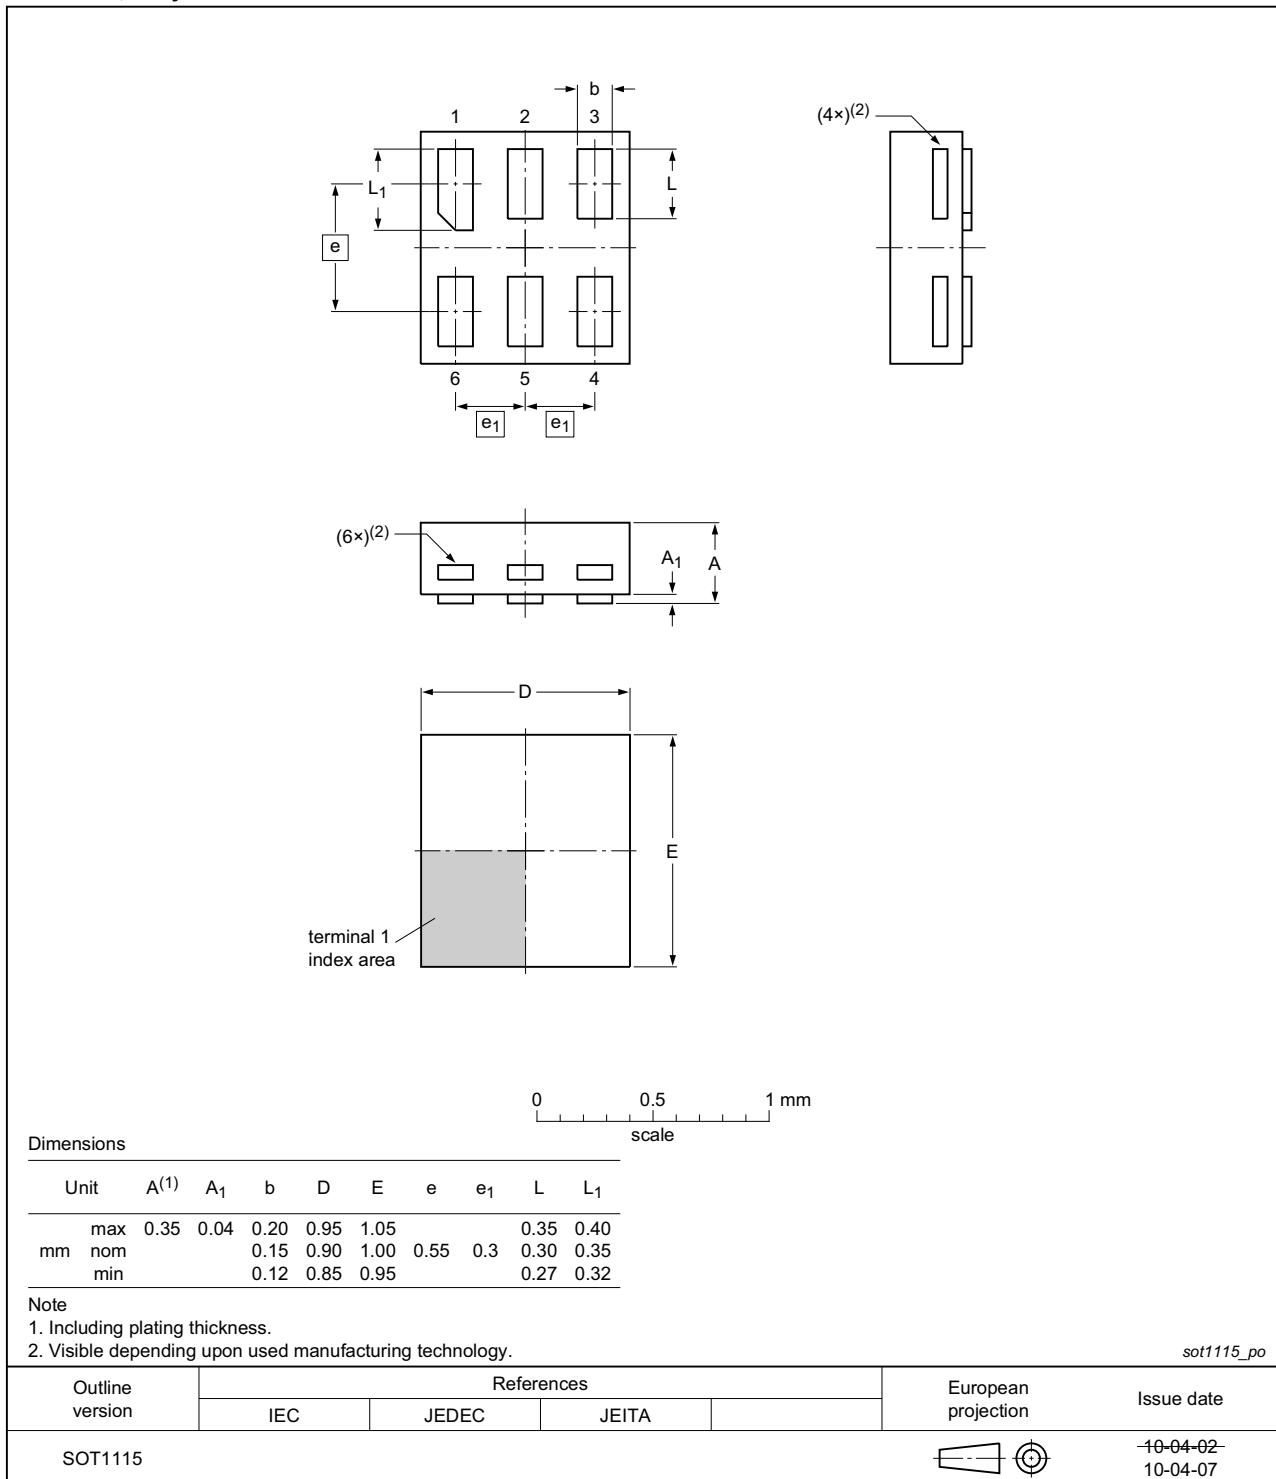 b
1 2 3
(4×)(2)
L1
L
e
6 5 4
e1 e1
(6×)(2)
A1
A
D
E
terminal 1
index area
0 0.5 1 mm
scale
Dimensions
Unit A(1) A1 b D E e e1 L L1
max 0.35 0.04 0.20 0.95 1.05 0.35 0.40
mm nom 0.15 0.90 1.00 0.55 0.3 0.30 0.35
min 0.12 0.85 0.95 0.27 0.32
Note
1. Including plating thickness.
2. Visible depending upon used manufacturing technology.
sot1115_po
Outline
version
References
European
projection
Issue date
IEC JEDEC JEITA
SOT1115
10-04-02
10-04-07